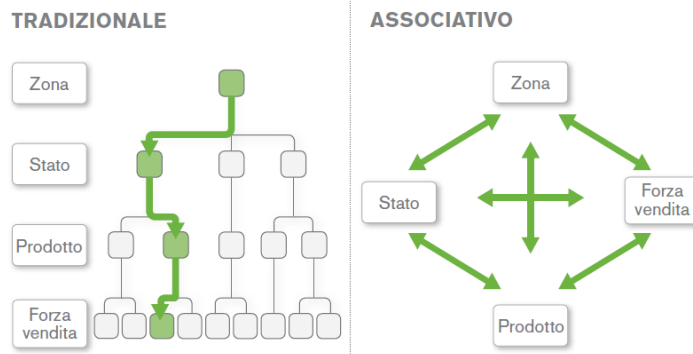 TRADIZIONALE
Zona
Stato
Prodotto
Forza
vendita
ASSOCIATIVO
Zona
Stato
Forza
vendita
Prodotto